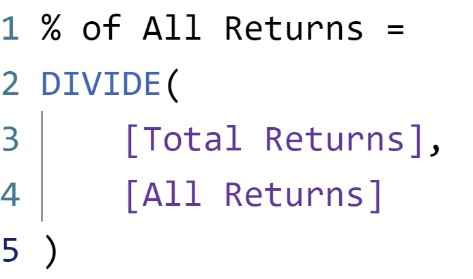 1 % of All Returns =
2 DIVIDE(
3 [Total Returns],
4 [All Returns]
5 )